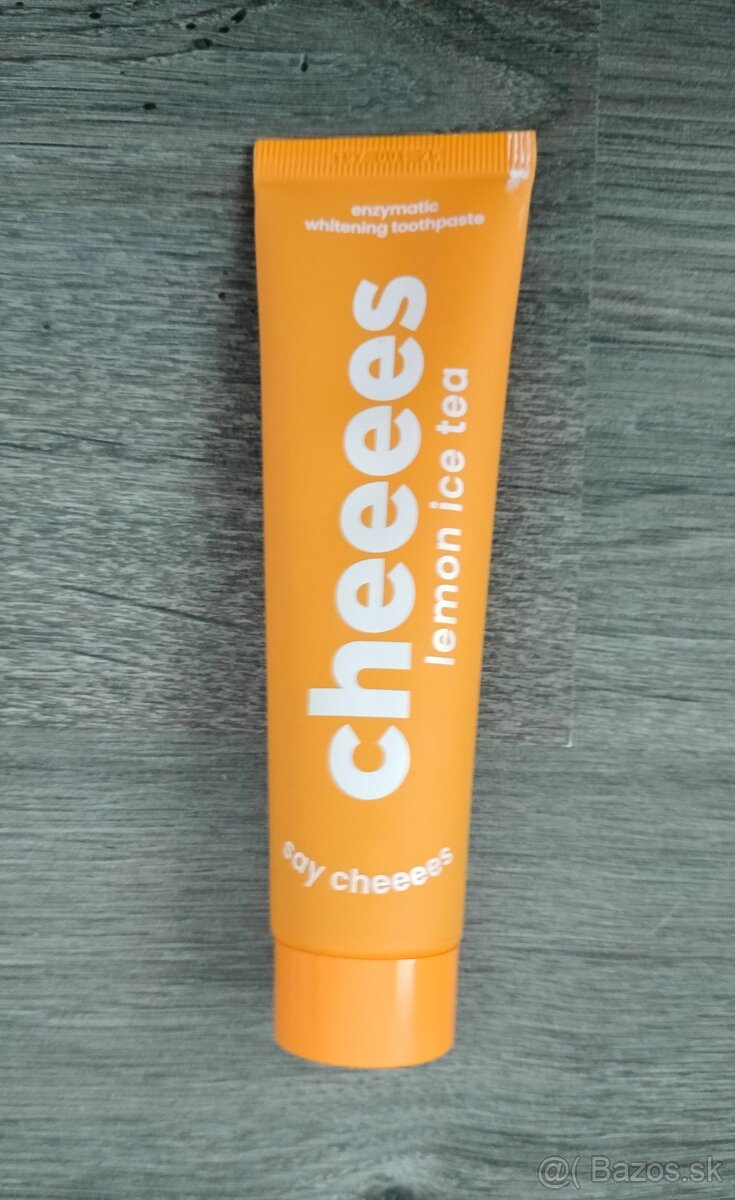 enzymatic
whitening toothpaste
cheeees
lemon ice tea
say cheeees
@( Bazos.sk